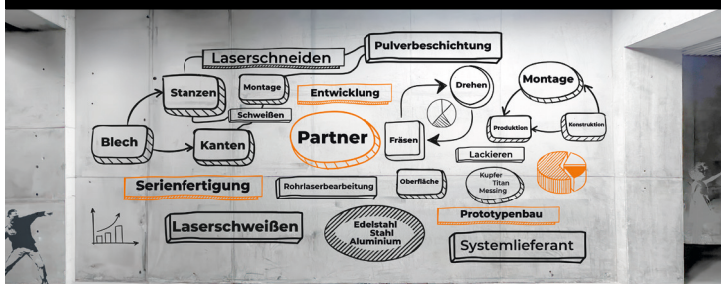 Pulverbeschichtung
Laserschneiden
Stanzen
Montage
Entwicklung
Drehen
Montage
Schweißen
Produktion
Konstruktion
Blech
Kanten
Partner
Fräsen
Lackieren
Serienfertigung
Rohrlaserbearbeitung
Oberfläche
Kupfer
Titan
Messing
Laserschweißen
Edelstahl
Stahl
Aluminium
Prototypenbau
Systemlieferant